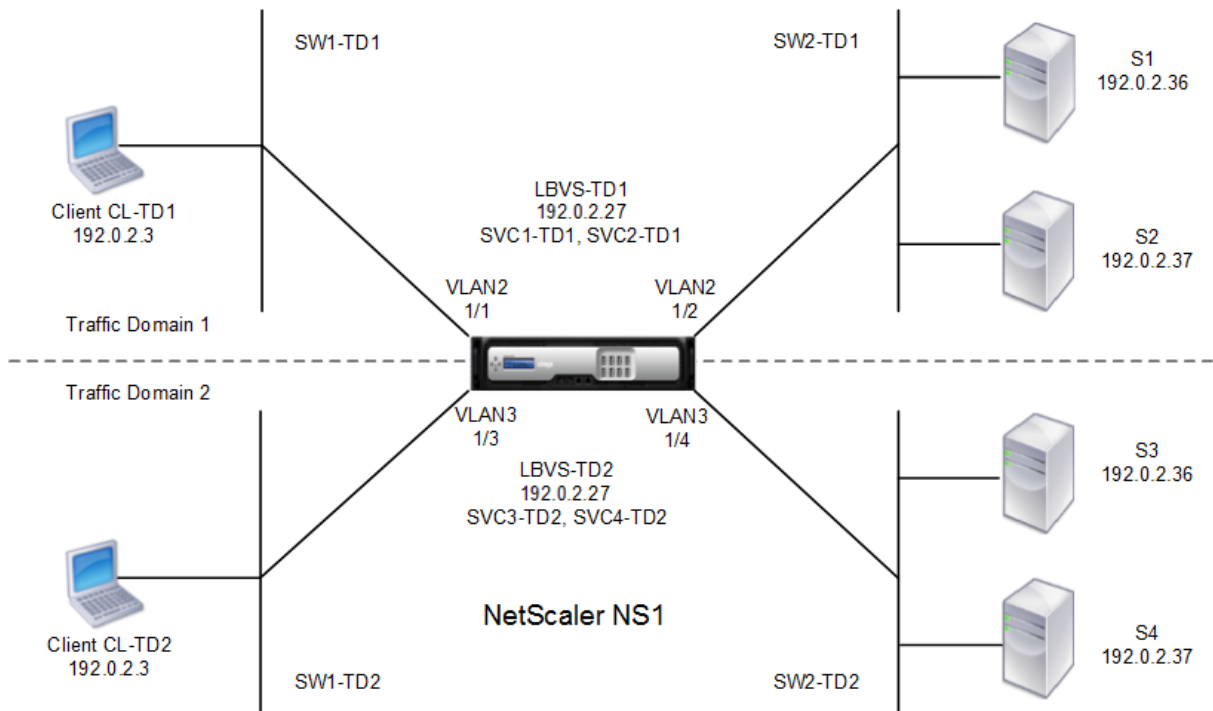 SW1-TD1
SW2-TD1
S1
192.0.2.36
Client CL-TD1
192.0.2.3
LBVS-TD1
192.0.2.27
SVC1-TD1, SVC2-TD1
S2
192.0.2.37
VLAN2
1/1
VLAN2
1/2
Traffic Domain 1
Traffic Domain 2
VLAN3
1/3
VLAN3
1/4
LBVS-TD2
192.0.2.27
SVC3-TD2, SVC4-TD2
S3
192.0.2.36
Client CL-TD2
192.0.2.3
NetScaler NS1
S4
192.0.2.37
SW1-TD2
SW2-TD2